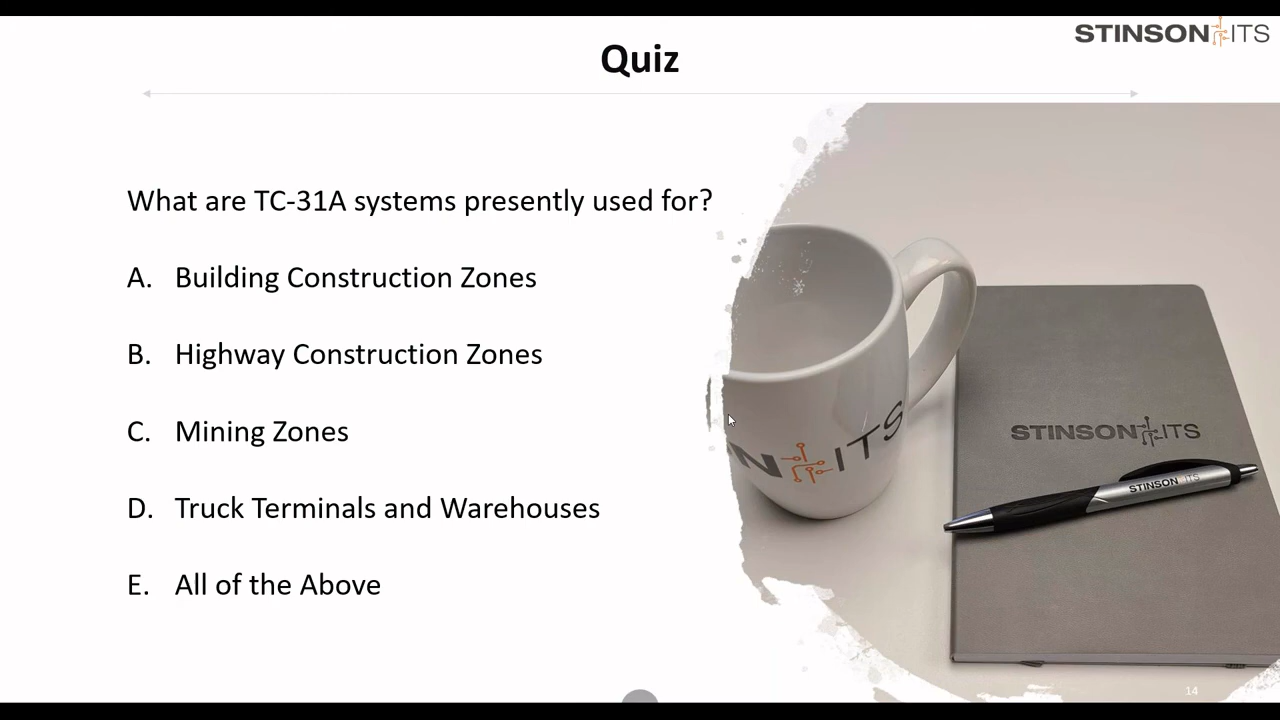 STINSON ITS
Quiz
What are TC-31A systems presently used for?
A. Building Construction Zones
B. Highway Construction Zones
C. Mining Zones
D. Truck Terminals and Warehouses
E. All of the Above
N ITS
STINSON ITS
STINSON ITS
14